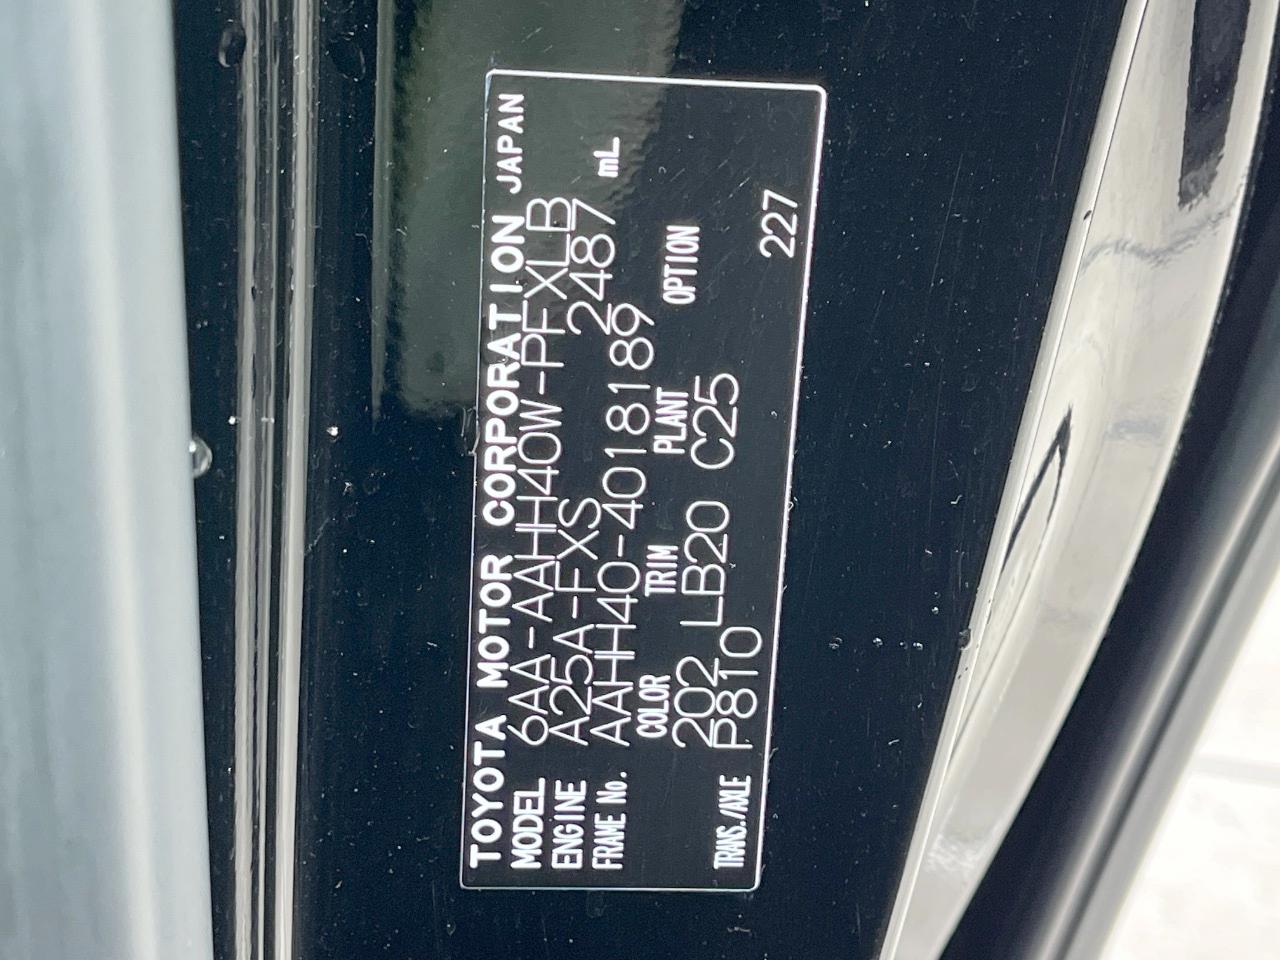 TOYOTA MOTOR CORPORATION JAPAN
MODEL 6AA-AAHH40W-PFXLB
ENGINE A25A-FXS 2487 mL
FRAME No. AAHH40-4018189
COLOR TRIM PLANT OPTION
202 LB20 C25
TRANS./AXLE P810 227